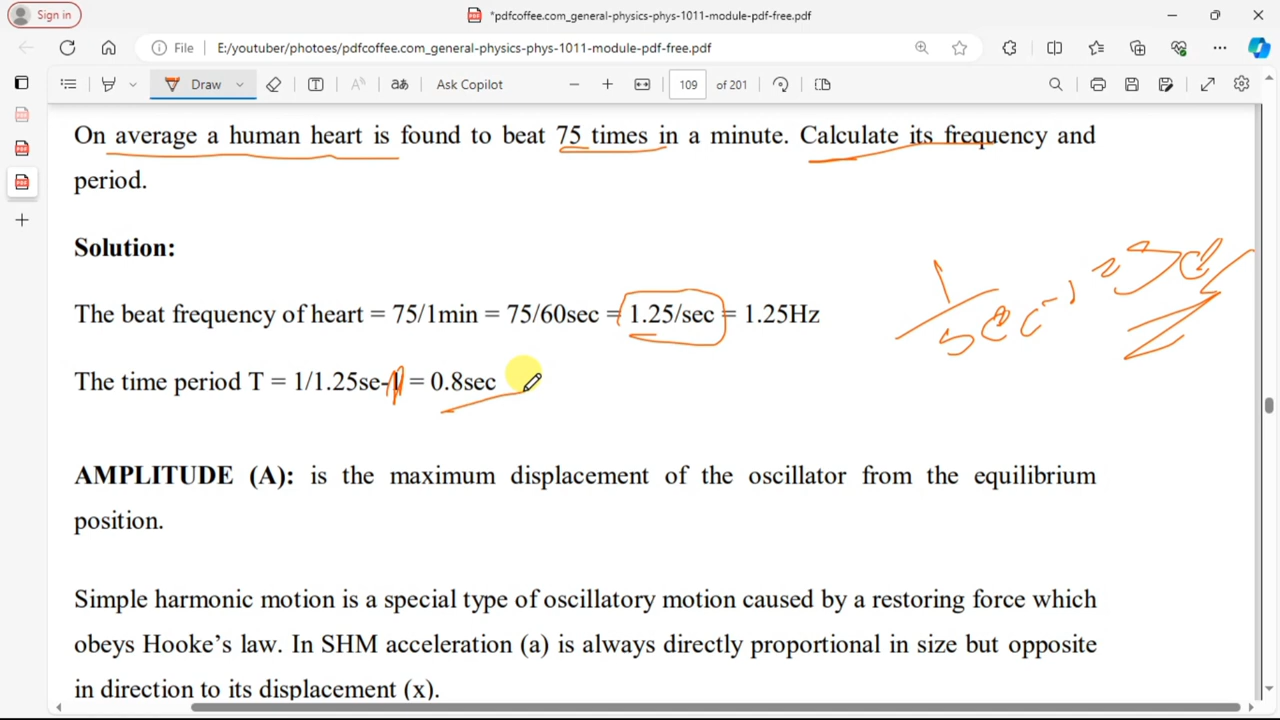 Sign in
*pdfcoffee.com_general-physics-phys-1011-module-pdf-free.pdf
File
E:/youtuber/photoes/pdfcoffee.com_general-physics-phys-1011-module-pdf-free.pdf
Draw
aあ
Ask Copilot
109 of 201
On average a human heart is found to beat 75 times in a minute. Calculate its frequency and
period.
Solution:
The beat frequency of heart = 75/1min = 75/60sec = 1.25/sec = 1.25Hz
1
sec-1
The time period T = 1/1.25se-1 = 0.8sec
AMPLITUDE (A): is the maximum displacement of the oscillator from the equilibrium
position.
Simple harmonic motion is a special type of oscillatory motion caused by a restoring force which
obeys Hooke’s law. In SHM acceleration (a) is always directly proportional in size but opposite
in direction to its displacement (x).